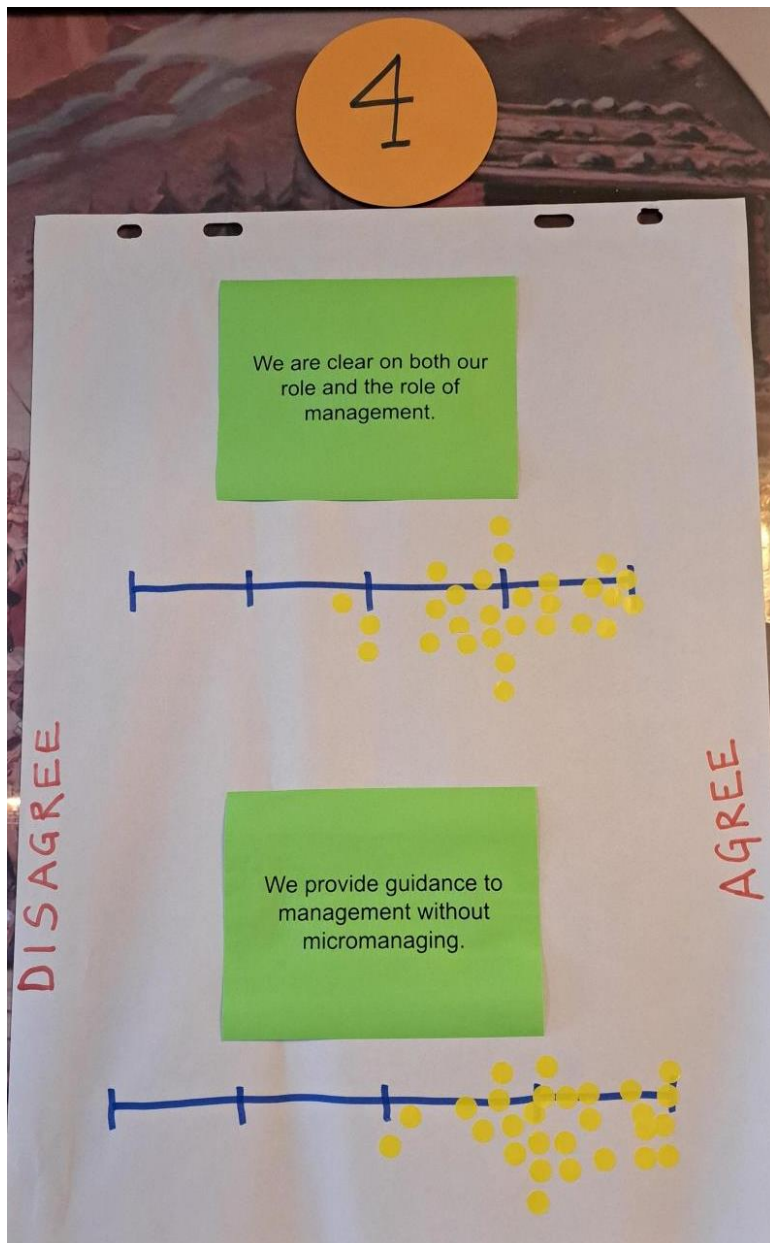 4
We are clear on both our
role and the role of
management.
DISAGREE
AGREE
We provide guidance to
management without
micromanaging.